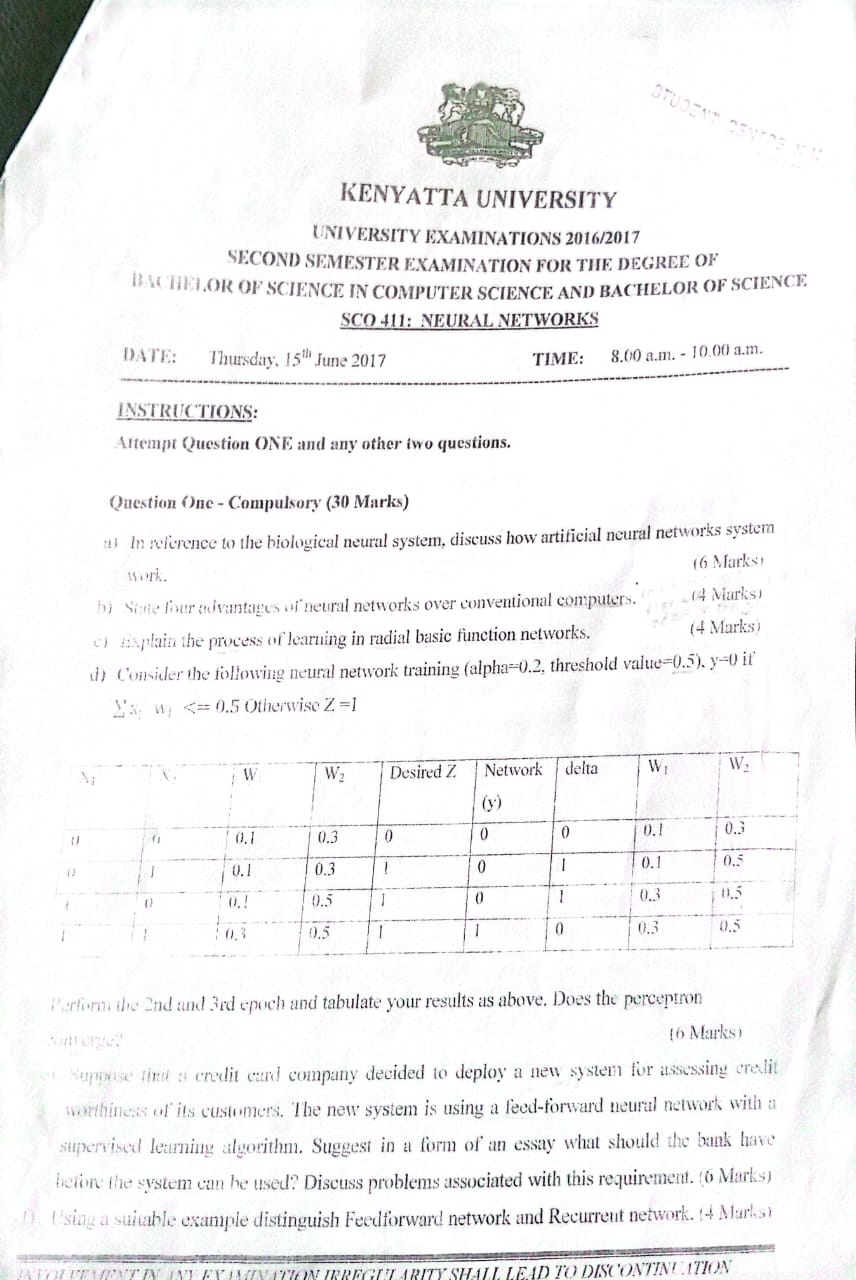 STUDENT CENTRE
KENYATTA UNIVERSITY
UNIVERSITY EXAMINATIONS 2016/2017
SECOND SEMESTER EXAMINATION FOR THE DEGREE OF
BACHELOR OF SCIENCE IN COMPUTER SCIENCE AND BACHELOR OF SCIENCE
SCO 411: NEURAL NETWORKS
DATE: Thursday, 15th June 2017 TIME: 8.00 a.m. - 10.00 a.m.
INSTRUCTIONS:
Attempt Question ONE and any other two questions.
Question One - Compulsory (30 Marks)
a) In reference to the biological neural system, discuss how artificial neural networks system
work. (6 Marks)
b) State four advantages of neural networks over conventional computers. (4 Marks)
c) Explain the process of learning in radial basic function networks. (4 Marks)
d) Consider the following neural network training (alpha=0.2, threshold value=0.5), y=0 if
∑xi wi <= 0.5 Otherwise Z =1
X1 X2 W W2 Desired Z Network (y) delta W1 W2
0 0 0.1 0.3 0 0 0 0.1 0.3
0 1 0.1 0.3 1 0 1 0.1 0.5
1 0 0.1 0.5 1 0 1 0.3 0.5
1 1 0.3 0.5 1 1 0 0.3 0.5
Perform the 2nd and 3rd epoch and tabulate your results as above. Does the perceptron
converge? (6 Marks)
e) Suppose that a credit card company decided to deploy a new system for assessing credit
worthiness of its customers. The new system is using a feed-forward neural network with a
supervised learning algorithm. Suggest in a form of an essay what should the bank have
before the system can be used? Discuss problems associated with this requirement. (6 Marks)
f) Using a suitable example distinguish Feedforward network and Recurrent network. (4 Marks)
INVOLVEMENT IN ANY EXAMINATION IRREGULARITY SHALL LEAD TO DISCONTINUATION